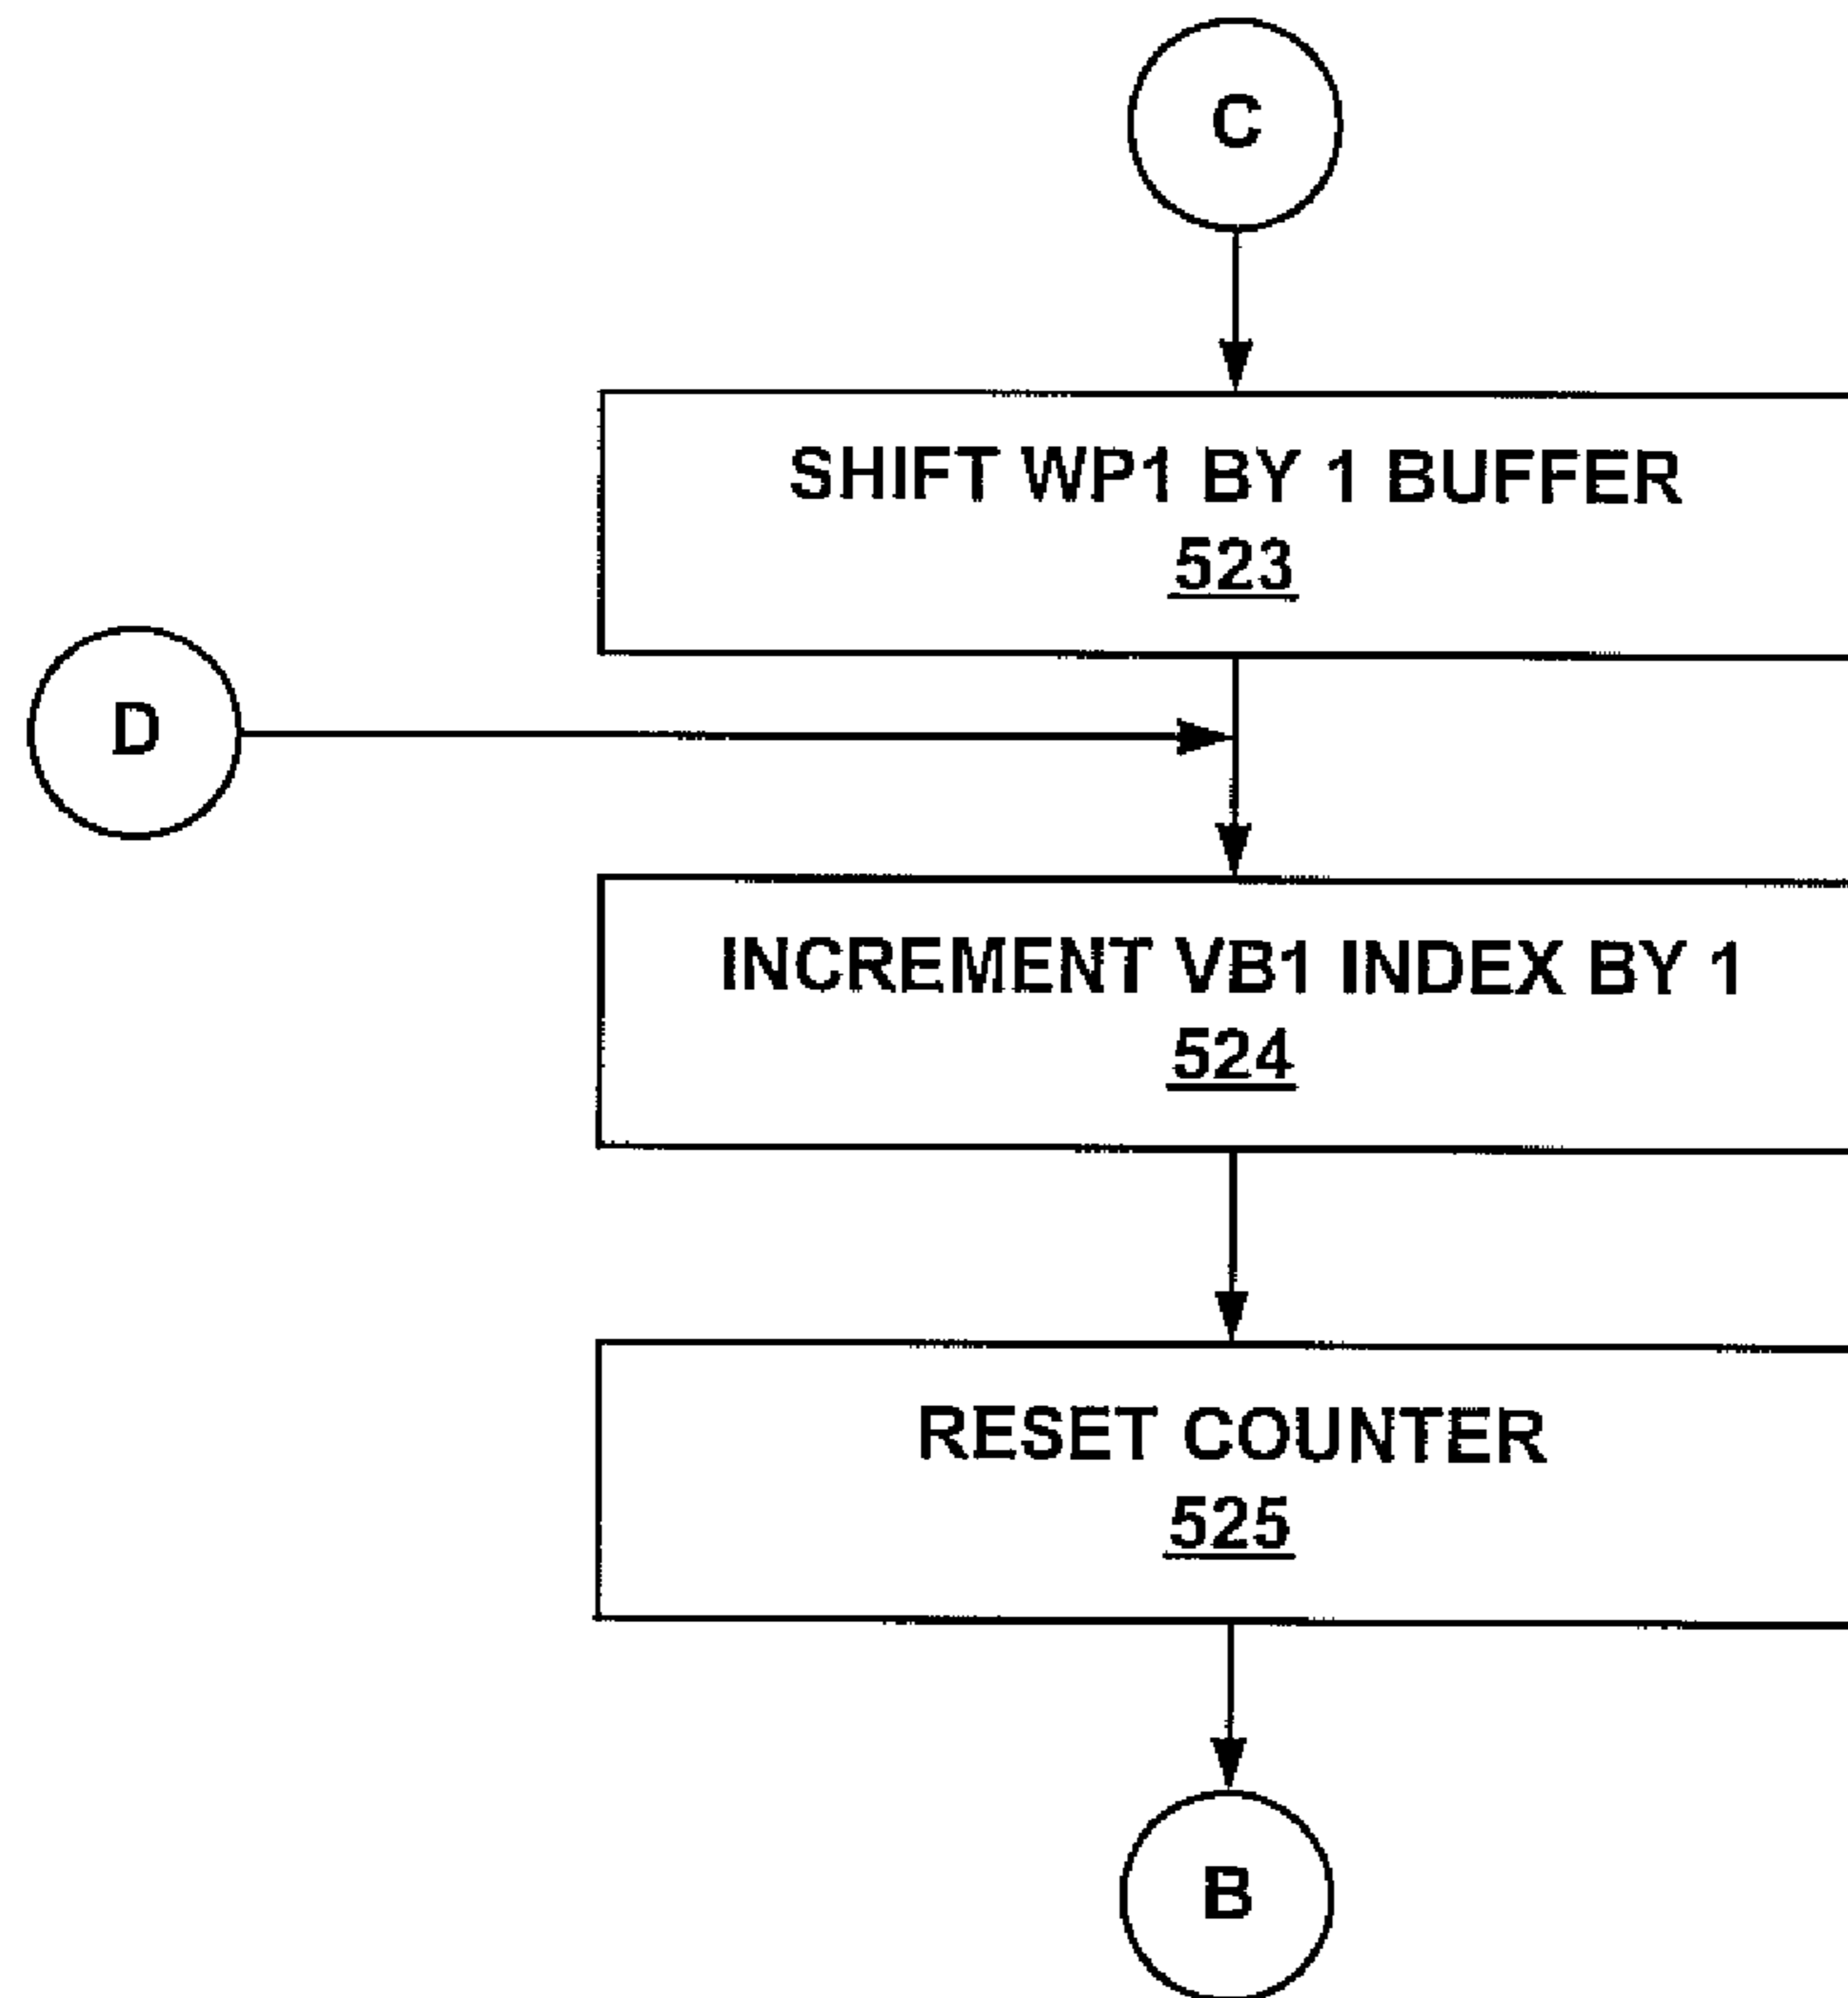 C
SHIFT WP1 BY 1 BUFFER
523
D
INCREMENT VB1 INDEX BY 1
524
RESET COUNTER
525
B